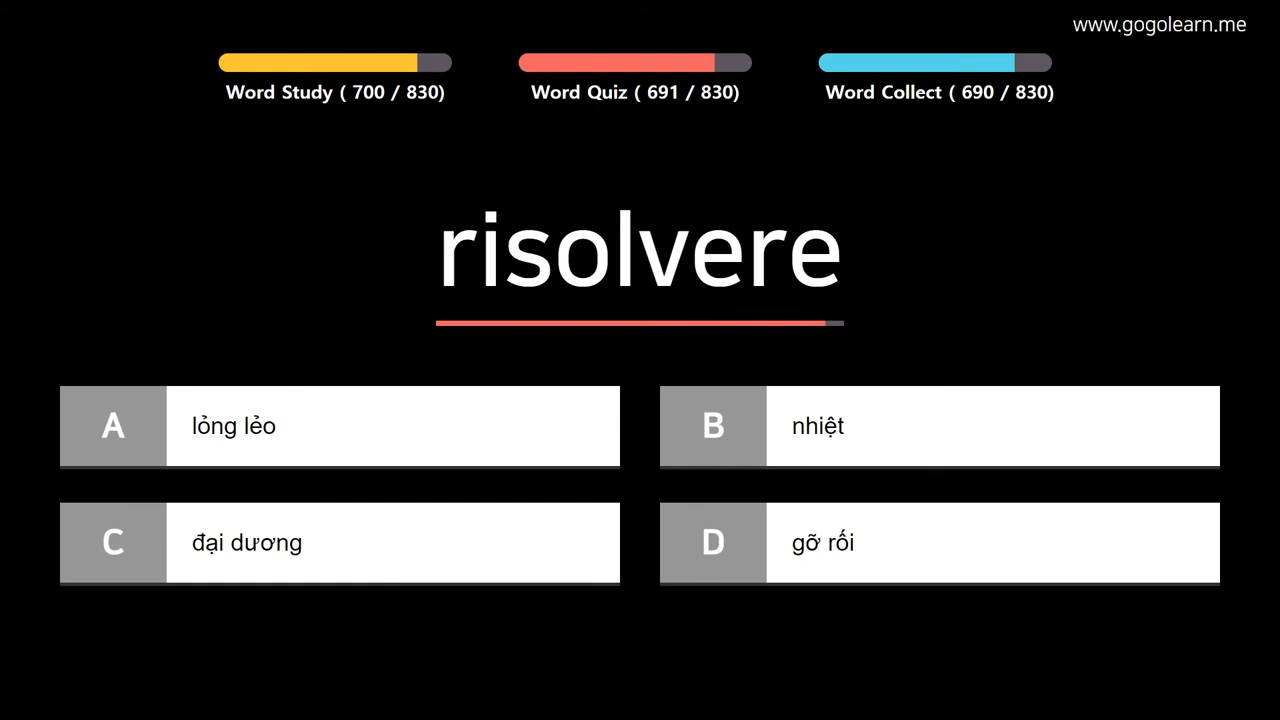 www.gogolearn.me
Word Study ( 700 / 830)
Word Quiz ( 691 / 830)
Word Collect ( 690 / 830)
risolvere
A lỏng lẻo
B nhiệt
C đại dương
D gỡ rối